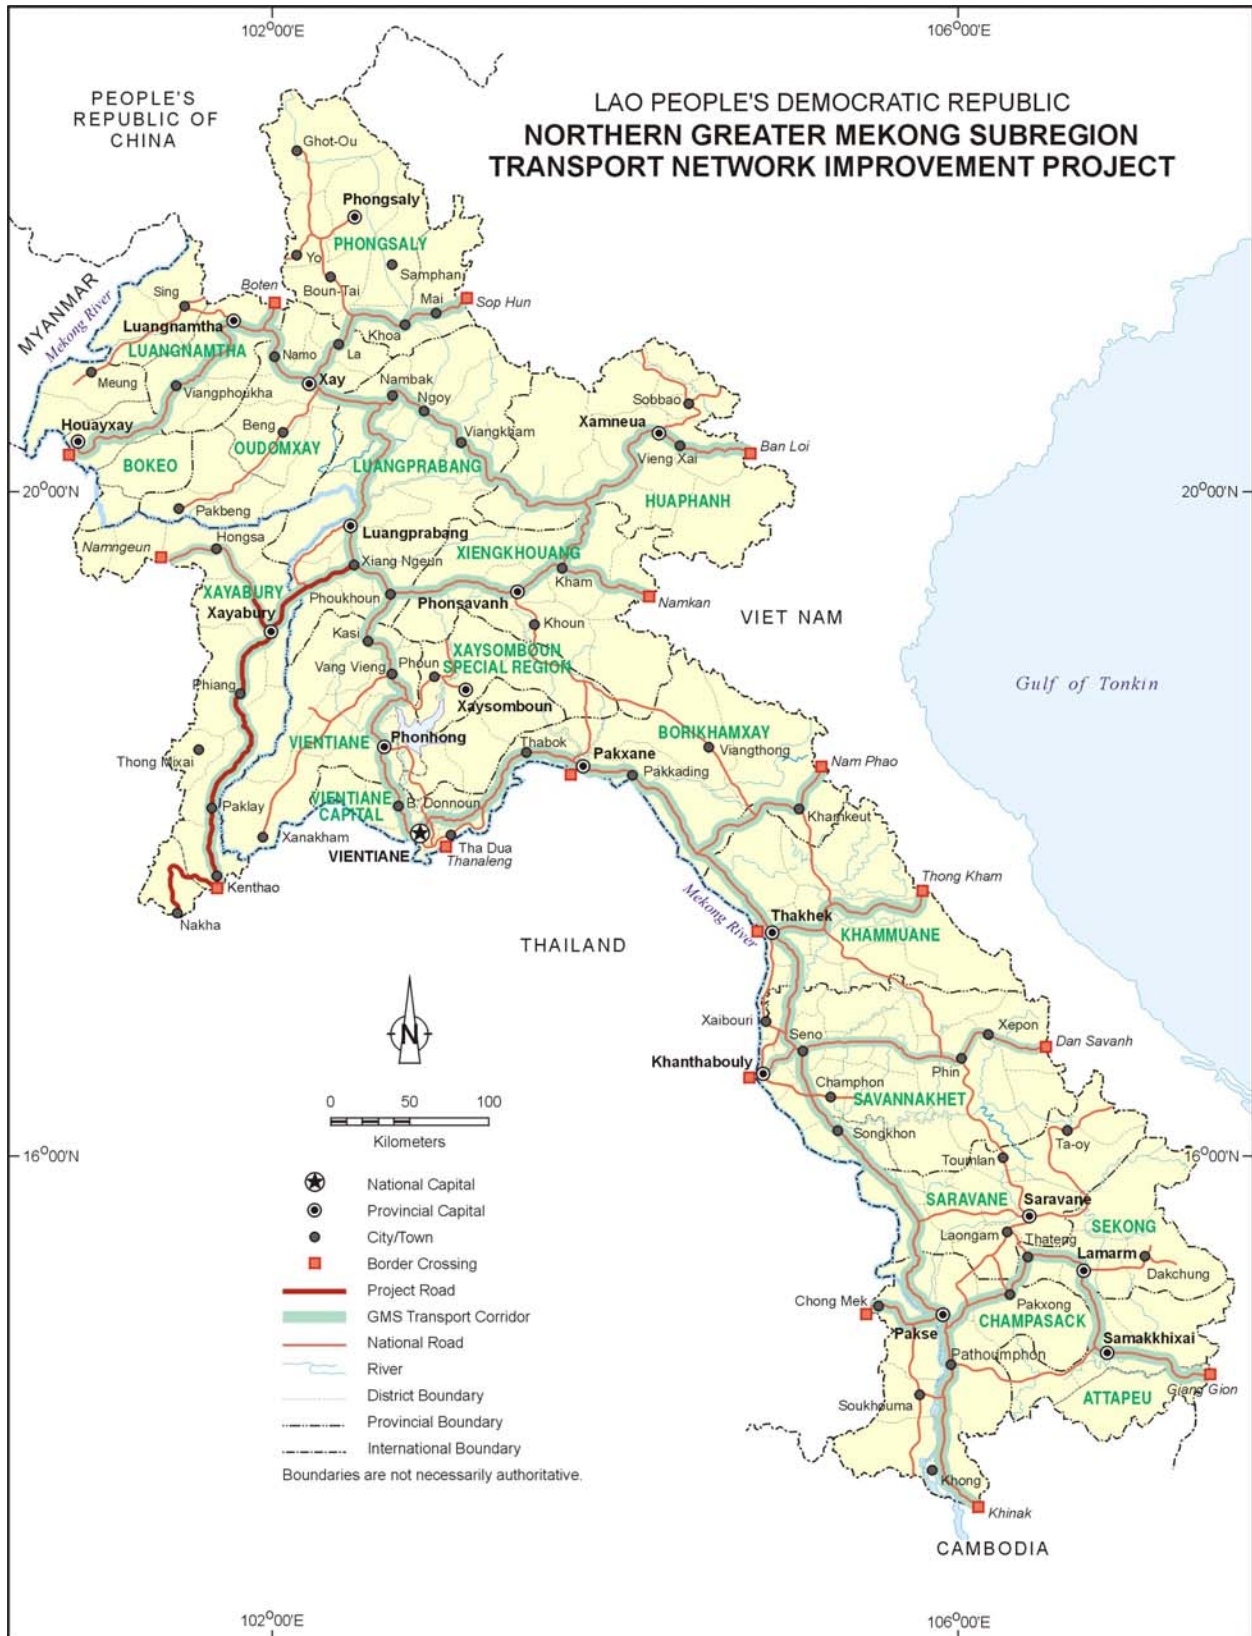 102°00'E
106°00'E
PEOPLE'S
REPUBLIC OF
CHINA
LAO PEOPLE'S DEMOCRATIC REPUBLIC
NORTHERN GREATER MEKONG SUBREGION
TRANSPORT NETWORK IMPROVEMENT PROJECT
Ghot-Ou
Phongsaly
PHONGSALY
Yo
Samphan
Boun-Tai
MYANMAR
Mekong River
Sing
Boten
Mai
Sop Hun
Luangnamtha
Khoa
LUANGNAMTHA
Namo
La
Meung
Viangphoukha
Xay
Nambak
Ngoy
Sobbao
Houayxay
Beng
OUDOMXAY
Viangkham
Xamneua
Vieng Xai
Ban Loi
BOKEO
LUANGPRABANG
20°00'N
HUAPHANH
20°00'N
Pakbeng
Namngeun
Hongsa
Luangprabang
XIENGKHOUANG
Xiang Ngeun
Kham
XAYABURY
Phoukhoun
Phonsavanh
Namkan
Xayabury
VIET NAM
Kasi
Khoun
XAYSOMBOUN
SPECIAL REGION
Vang Vieng
Phoun
Phiang
Xaysomboun
Gulf of Tonkin
VIENTIANE
Phonhong
Thabok
BORIKHAMXAY
Viangthong
Thong Mixai
Pakxane
Pakkading
Nam Phao
VIENTIANE
CAPITAL
B. Donnoun
Paklay
Khamkeut
Xanakham
VIENTIANE
Tha Dua
Thanaleng
Kenthao
Thong Kham
Nakha
Mekong River
Thakhek
THAILAND
KHAMMUANE
N
Xaibouri
Seno
Xepon
Dan Savanh
Khanthabouly
Phin
Champhon
SAVANNAKHET
0 50 100
Kilometers
Songkhon
Ta-oy
16°00'N
Toumlan
16°00'N
National Capital
Provincial Capital
City/Town
Border Crossing
Project Road
GMS Transport Corridor
National Road
River
District Boundary
Provincial Boundary
International Boundary
Boundaries are not necessarily authoritative.
SARAVANE
Saravane
SEKONG
Laongam
Thateng
Lamarm
Dakchung
Chong Mek
Pakxong
CHAMPASACK
Pakse
Samakkhixai
Pathoumphon
Giang Gion
Soukhouma
ATTAPEU
Khong
Khinak
CAMBODIA
102°00'E
106°00'E